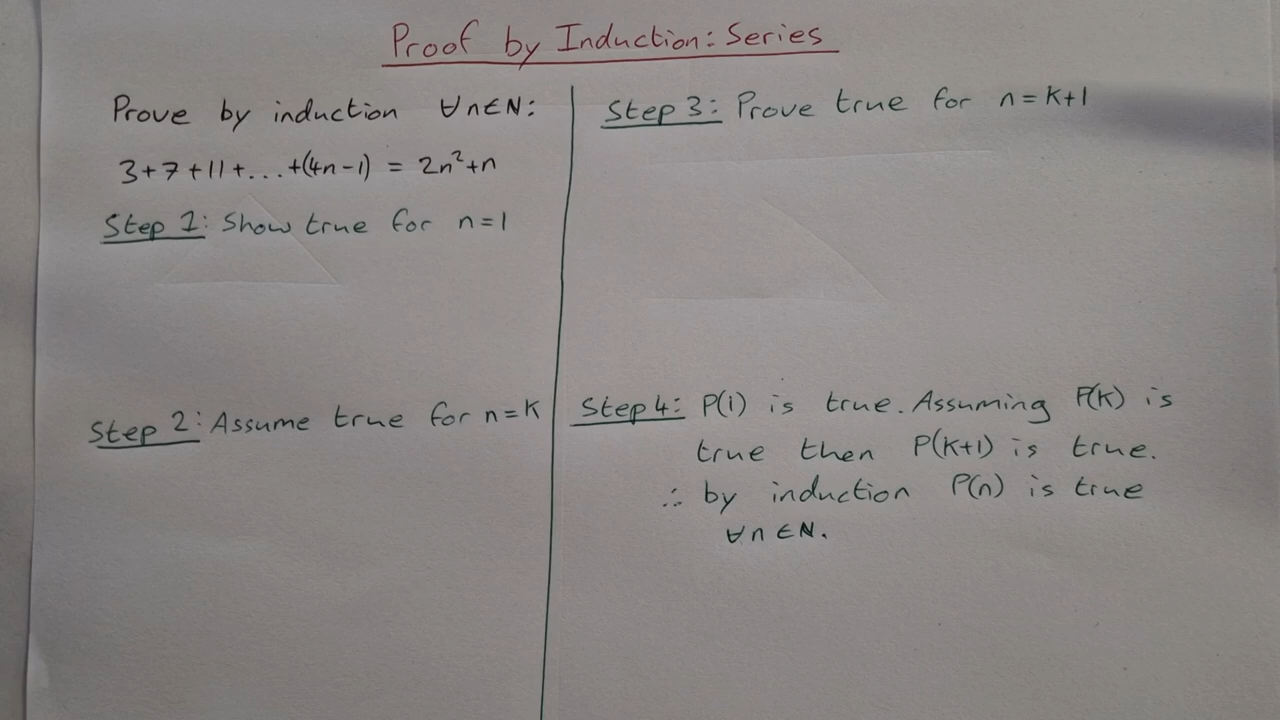 Proof by Induction: Series
Prove by induction ∀n∈N:
3+7+11+...+(4n-1) = 2n²+n
Step 1: Show true for n=1
Step 2: Assume true for n=K
Step 3: Prove true for n=K+1
Step 4: P(1) is true. Assuming P(K) is
true then P(K+1) is true.
∴ by induction P(n) is true
∀n∈N.